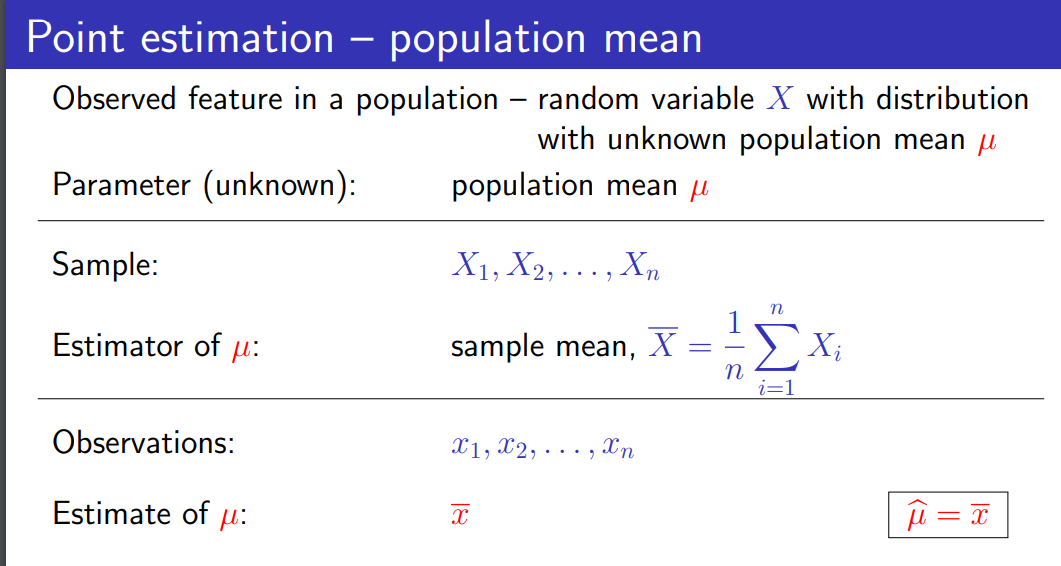 Point estimation – population mean
Observed feature in a population – random variable X with distribution
with unknown population mean μ
Parameter (unknown): population mean μ
Sample: X₁, X₂, . . . , Xₙ
Estimator of μ: sample mean, X̅ = 1/n ∑ᵢ₌₁ⁿ Xᵢ
Observations: x₁, x₂, . . . , xₙ
Estimate of μ: x̅ μ̂ = x̅